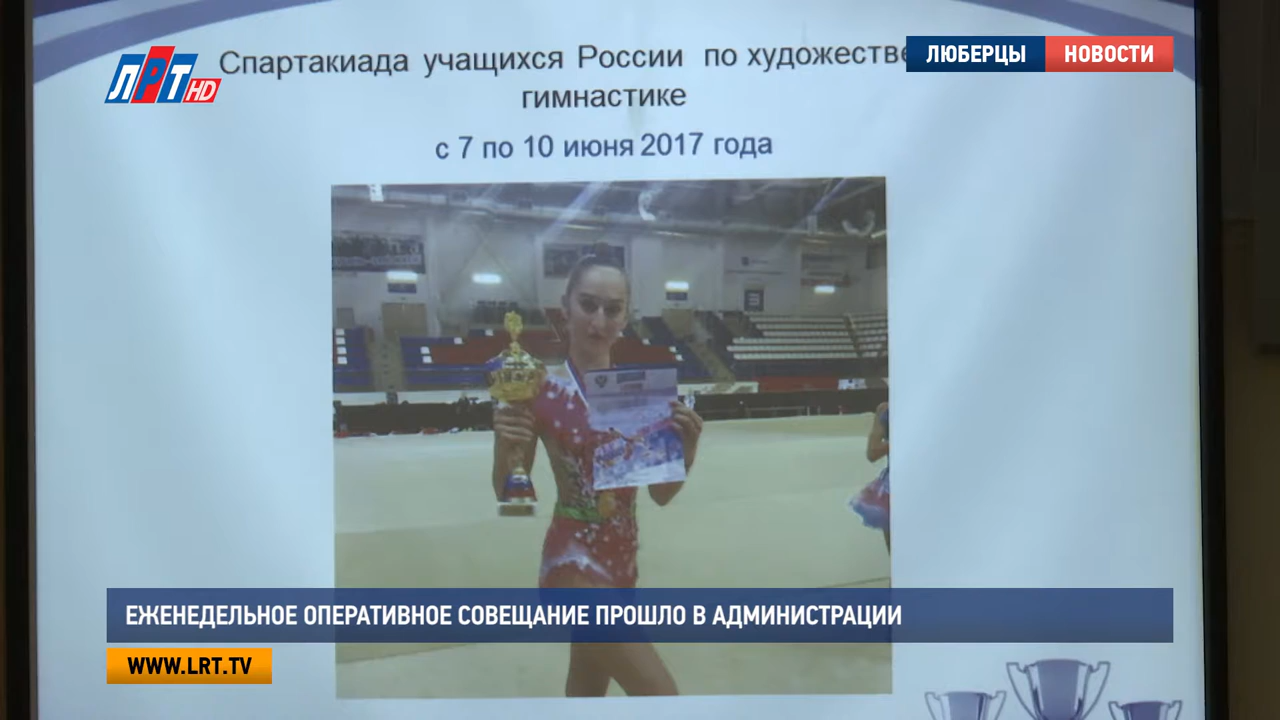 ЛРТ HD
Спартакиада учащихся России по художестве
гимнастике
с 7 по 10 июня 2017 года
ЛЮБЕРЦЫ НОВОСТИ
ЕЖЕНЕДЕЛЬНОЕ ОПЕРАТИВНОЕ СОВЕЩАНИЕ ПРОШЛО В АДМИНИСТРАЦИИ
WWW.LRT.TV